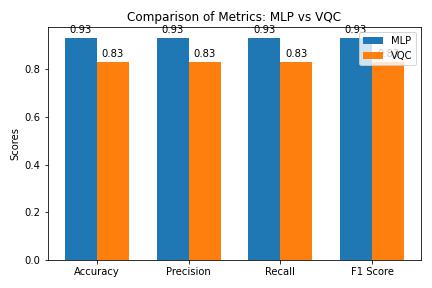 Comparison of Metrics: MLP vs VQC
0.93 0.83 0.93 0.83 0.93 0.83 0.93
MLP
VQC
Scores
0.8
0.6
0.4
0.2
0.0
Accuracy Precision Recall F1 Score